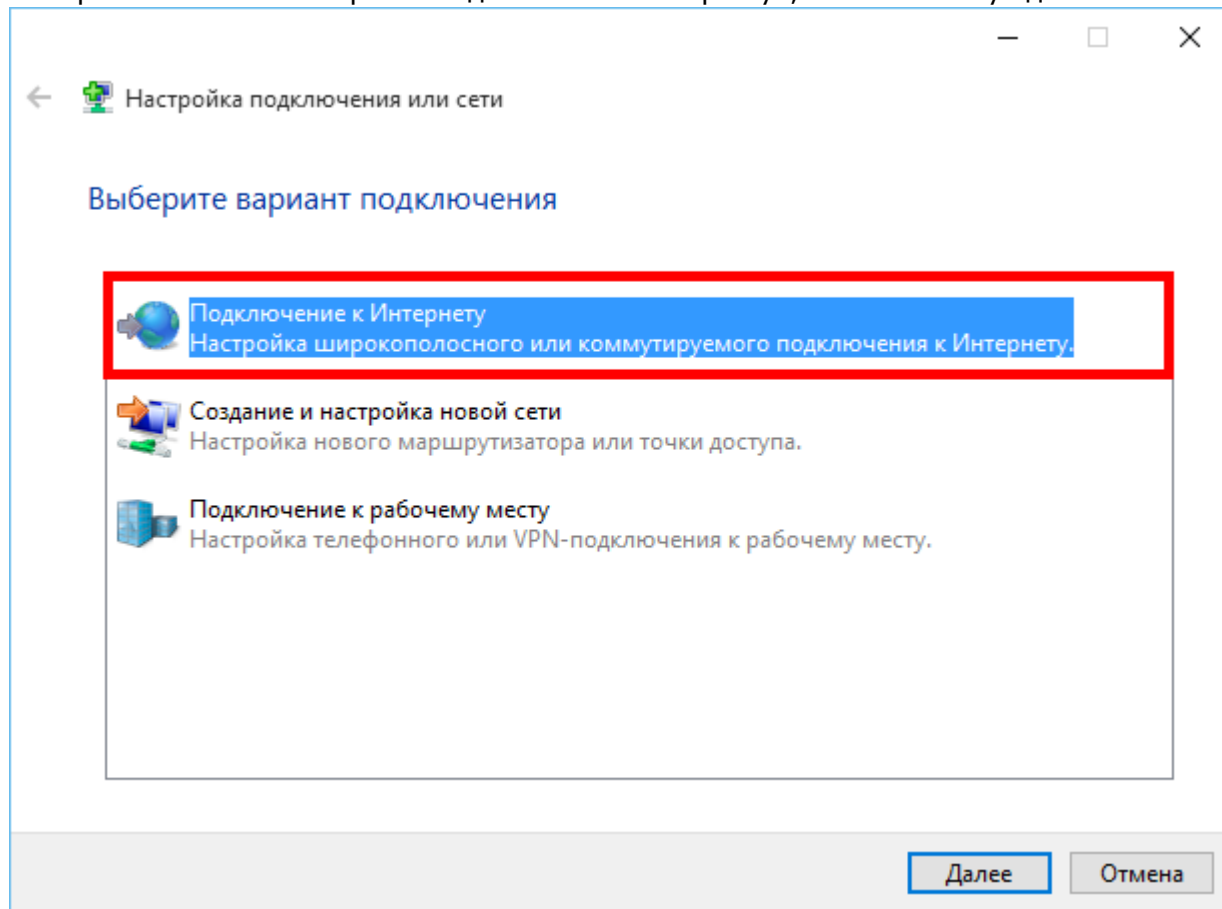 Настройка подключения или сети
Выберите вариант подключения
Подключение к Интернету
Настройка широкополосного или коммутируемого подключения к Интернету.
Создание и настройка новой сети
Настройка нового маршрутизатора или точки доступа.
Подключение к рабочему месту
Настройка телефонного или VPN-подключения к рабочему месту.
Далее
Отмена